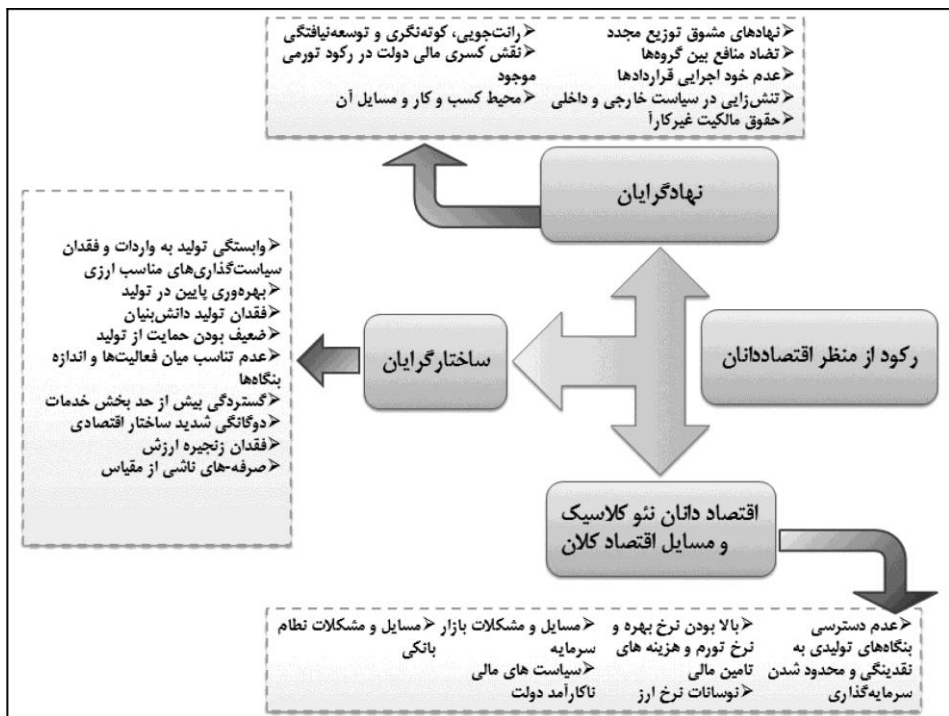 ➢نهادهای مشوق توزیع مجدد
➢تضاد منافع بین گروه‌ها
➢عدم خود اجرایی قراردادها
➢تنش‌زایی در سیاست خارجی و داخلی
➢حقوق مالکیت غیرکارآ
➢رانت‌جویی، کوته‌نگری و توسعه‌نیافتگی
➢نقش کسری مالی دولت در رکود تورمی
موجود
➢محیط کسب و کار و مسایل آن
نهادگرایان
رکود از منظر اقتصاددانان
ساختارگرایان
➢وابستگی تولید به واردات و فقدان
سیاست‌گذاری‌های مناسب ارزی
➢بهره‌وری پایین در تولید
➢فقدان تولید دانش‌بنیان
➢ضعیف بودن حمایت از تولید
➢عدم تناسب میان فعالیت‌ها و اندازه
بنگاه‌ها
➢گستردگی بیش از حد بخش خدمات
➢دوگانگی شدید ساختار اقتصادی
➢فقدان زنجیره ارزش
➢صرفه-های ناشی از مقیاس
اقتصاد دانان نئو کلاسیک
و مسایل اقتصاد کلان
➢عدم دسترسی
بنگاه‌های تولیدی به
نقدینگی و محدود شدن
سرمایه‌گذاری
➢بالا بودن نرخ بهره و
نرخ تورم و هزینه های
تامین مالی
➢نوسانات نرخ ارز
➢مسایل و مشکلات بازار
سرمایه
➢سیاست های مالی
ناکارآمد دولت
➢مسایل و مشکلات نظام
بانکی